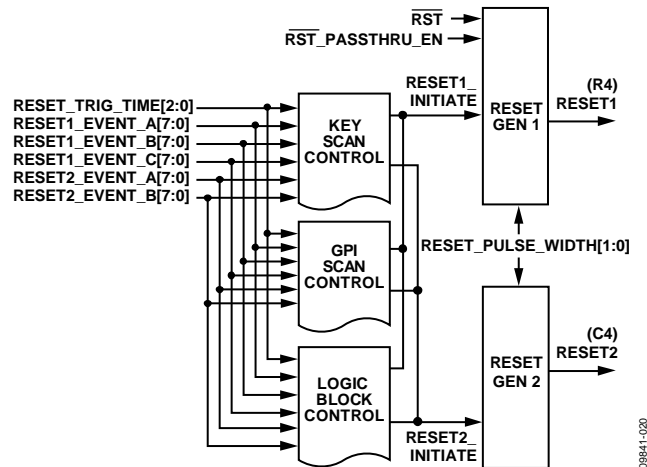 RST
RST_PASSTHRU_EN
RESET_TRIG_TIME[2:0]
RESET1_EVENT_A[7:0]
RESET1_EVENT_B[7:0]
RESET1_EVENT_C[7:0]
RESET2_EVENT_A[7:0]
RESET2_EVENT_B[7:0]
KEY
SCAN
CONTROL
RESET1_
INITIATE
RESET
GEN 1
(R4)
RESET1
GPI
SCAN
CONTROL
RESET_PULSE_WIDTH[1:0]
LOGIC
BLOCK
CONTROL
RESET2_
INITIATE
RESET
GEN 2
(C4)
RESET2
09841-020